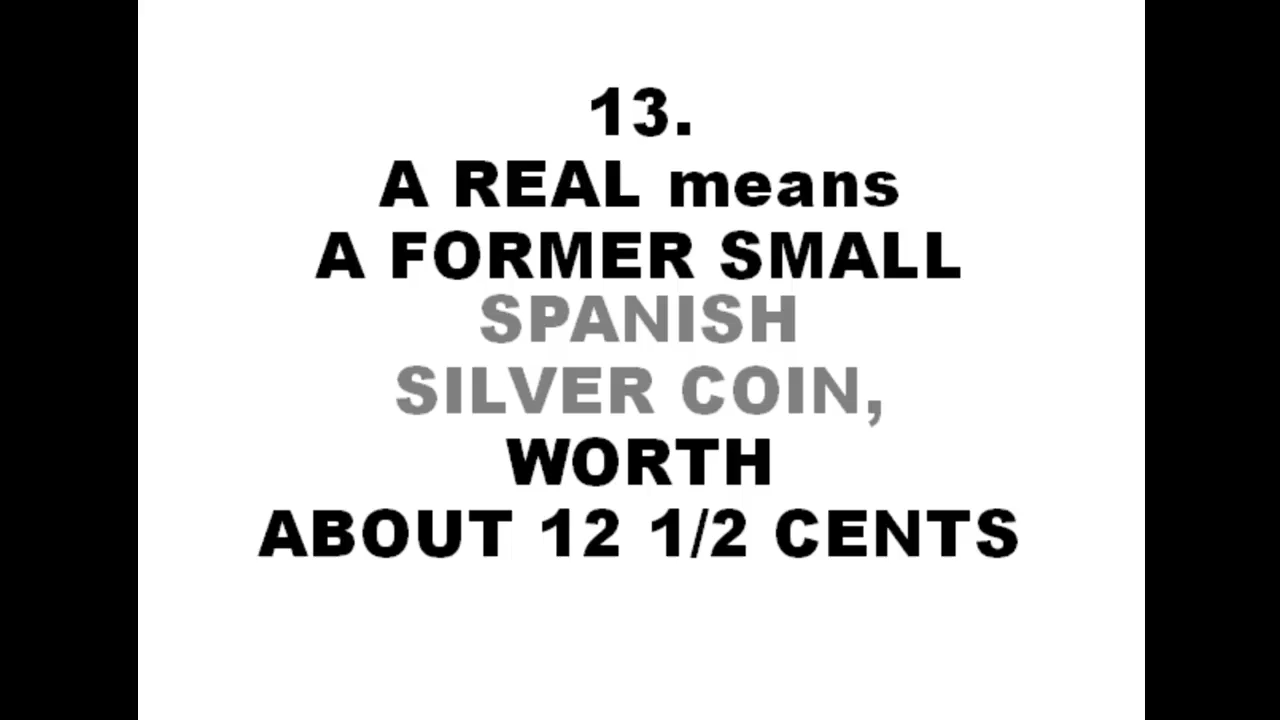 13.
A REAL means
A FORMER SMALL
SPANISH
SILVER COIN,
WORTH
ABOUT 12 1/2 CENTS